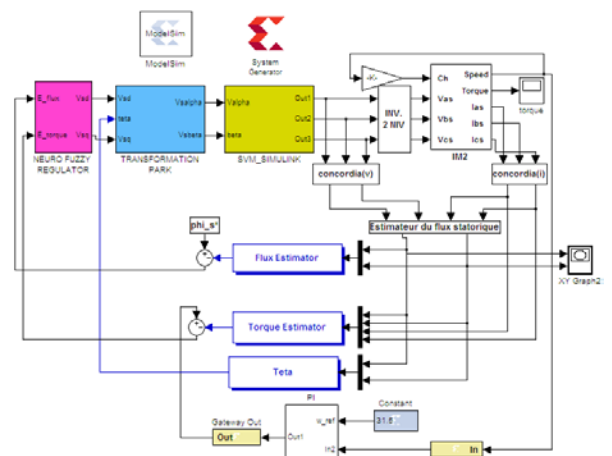 ModelSim
ModelSim
System
Generator
E_flux
E_torque
Vsd
Vsq
NEURO FUZZY
REGULATOR
Vsd
teta
Vsq
Vsalpha
Vsbeta
TRANSFORMATION
PARK
Valpha
beta
Out1
Out2
Out3
SVM_SIMULINK
-K-
INV.
2 NIV
Ch
Vas
Vbs
Vcs
Speed
Torque
Ias
Ibs
Ics
IM2
torque
concordia(v)
concordia(i)
Estimateur du flux statorique
phi_s*
Flux Estimator
XY Graph2
Torque Estimator
Teta
PI
w_ref
In2
Out1
Constant
31.8
Gateway Out
Out
In